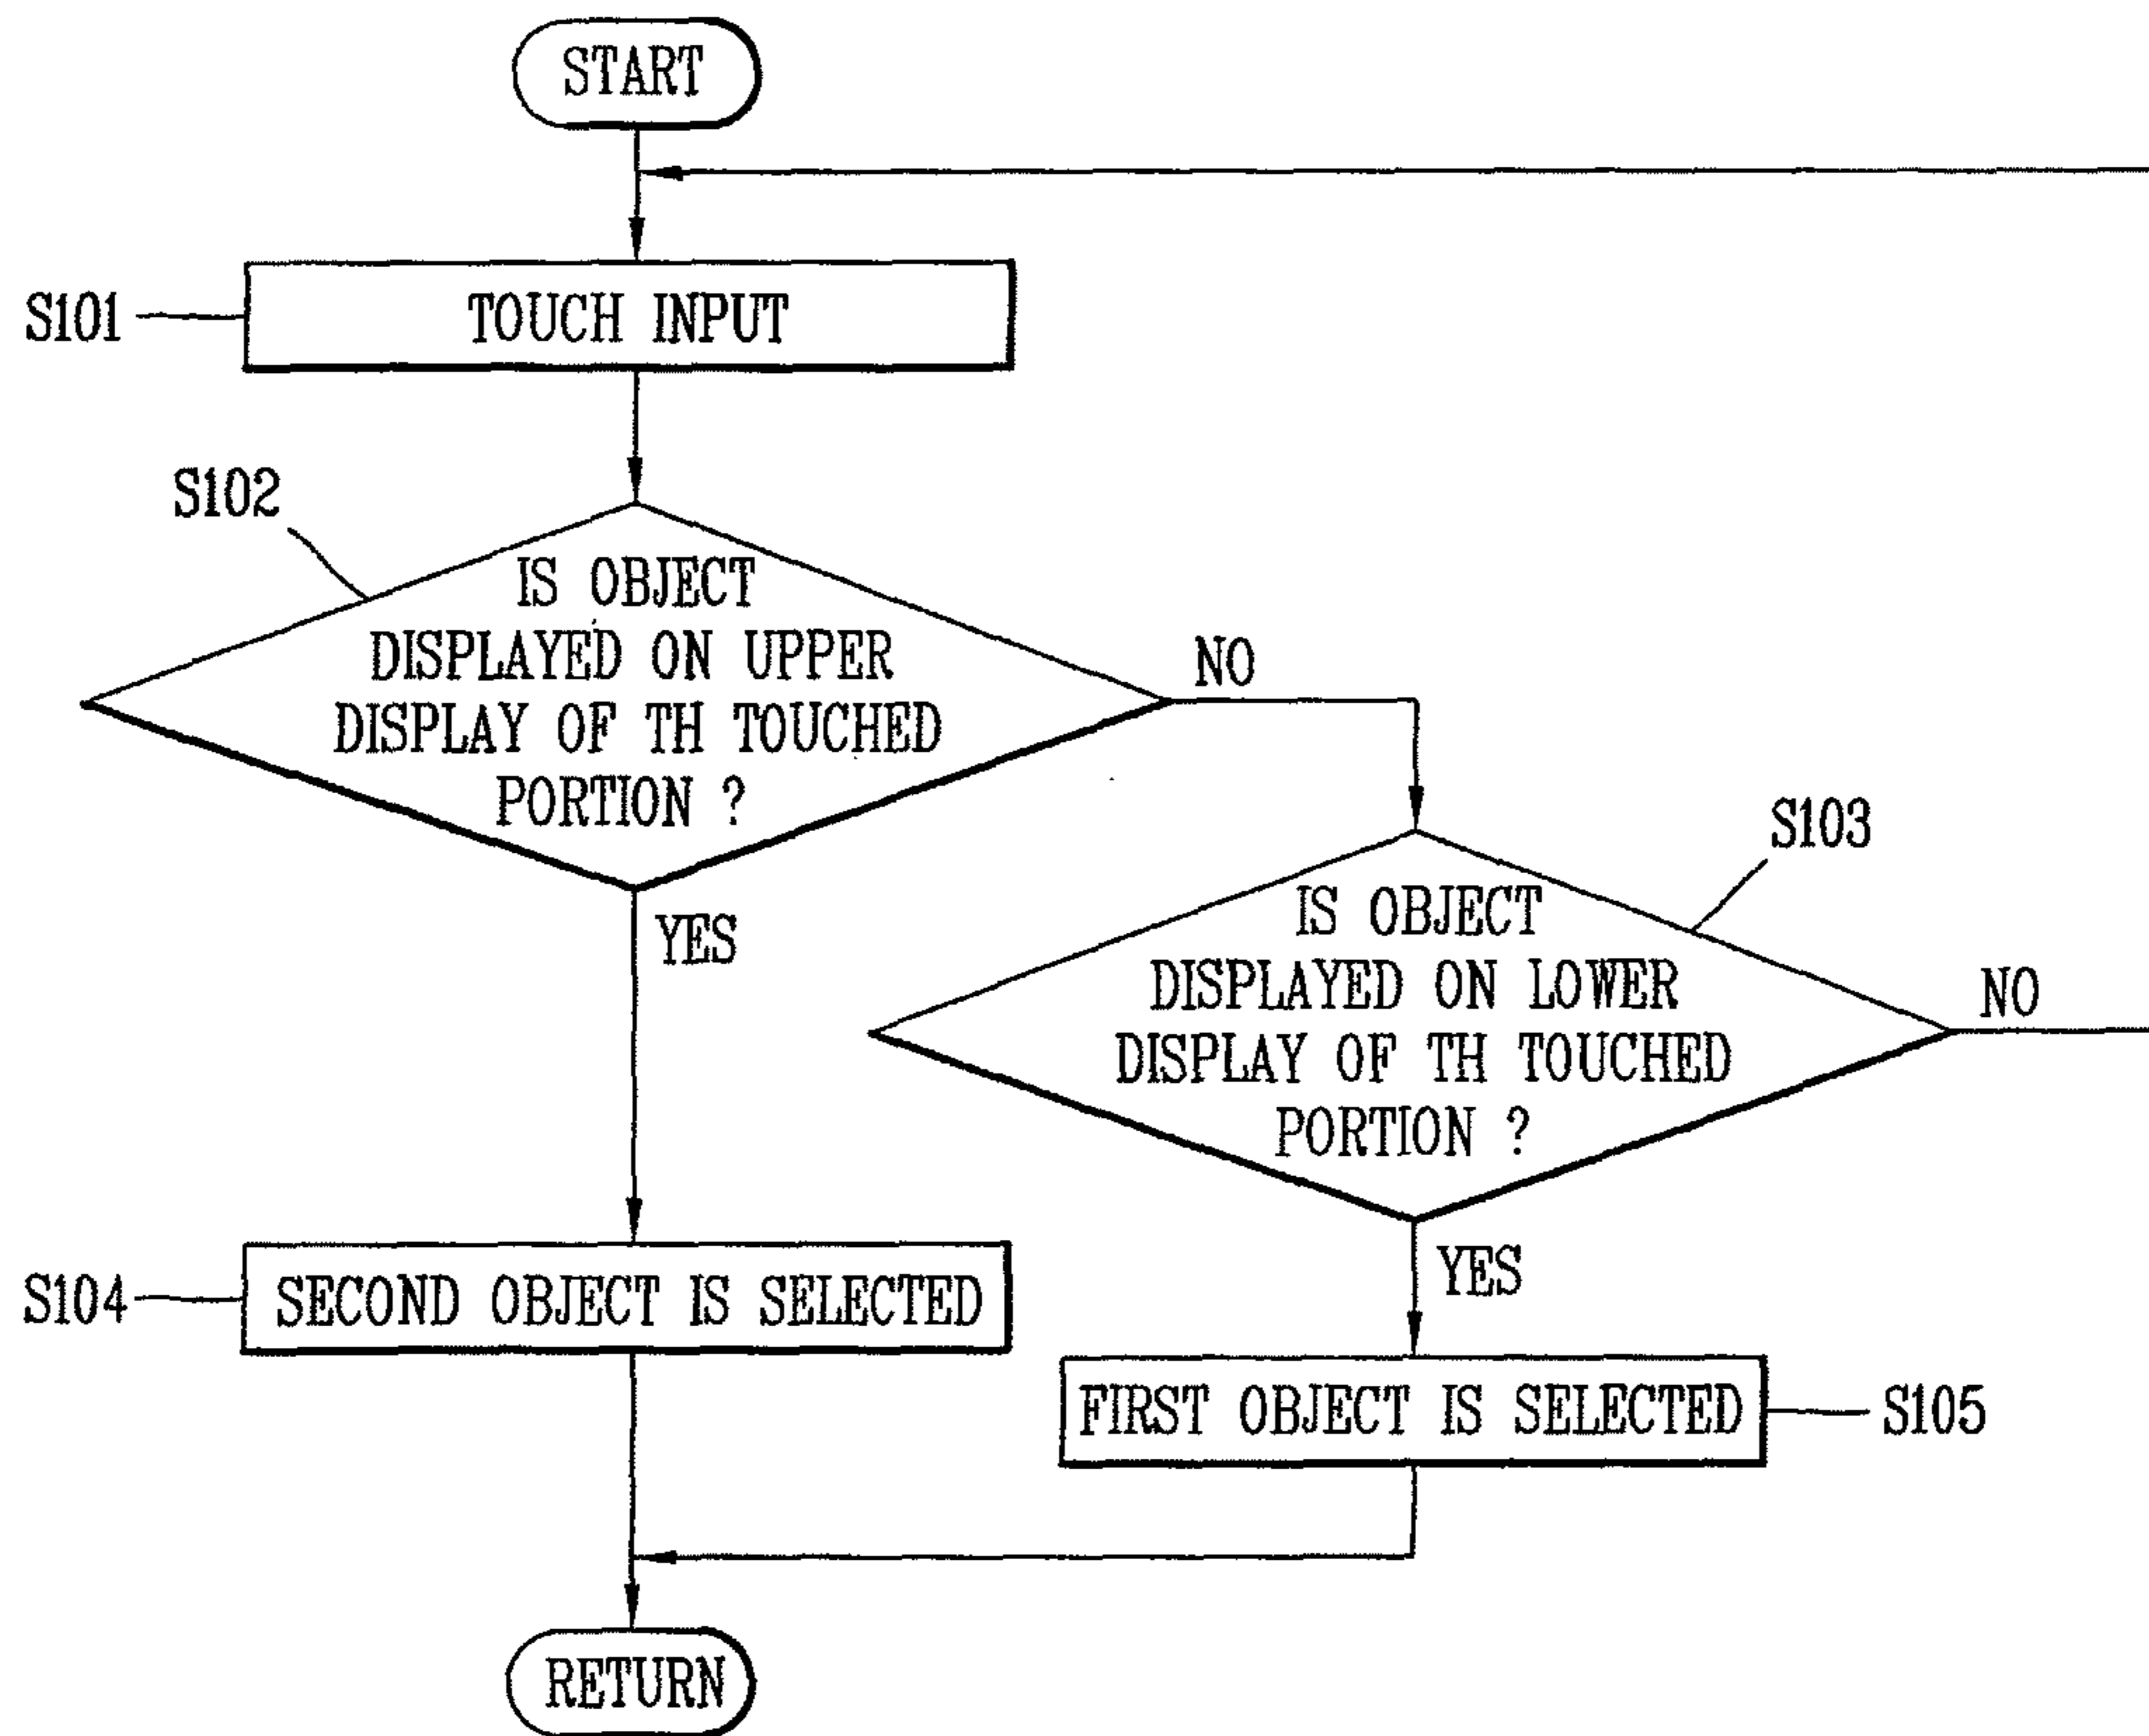 START
S101
TOUCH INPUT
S102
IS OBJECT
DISPLAYED ON UPPER
DISPLAY OF TH TOUCHED
PORTION ?
NO
YES
S103
IS OBJECT
DISPLAYED ON LOWER
DISPLAY OF TH TOUCHED
PORTION ?
NO
YES
S104
SECOND OBJECT IS SELECTED
FIRST OBJECT IS SELECTED
S105
RETURN